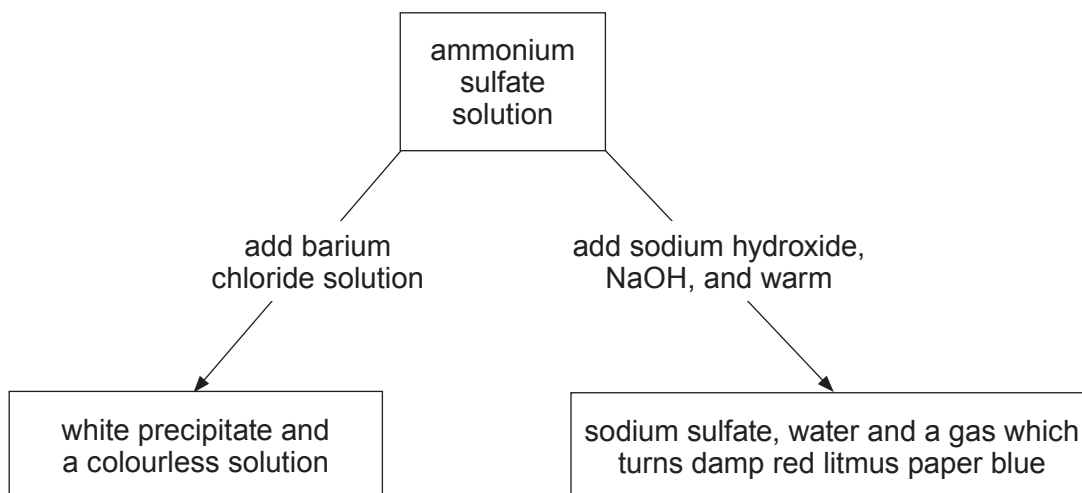 ammonium
sulfate
solution
add barium
chloride solution
add sodium hydroxide,
NaOH, and warm
white precipitate and
a colourless solution
sodium sulfate, water and a gas which
turns damp red litmus paper blue